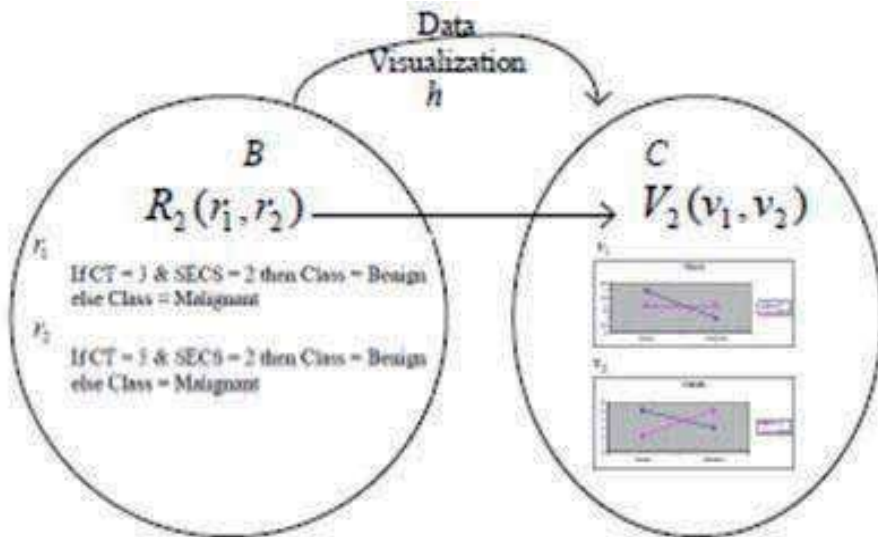 Data
Visualization
h
B
C
R₂(r₁, r₂)
V₂(v₁, v₂)
r₁
If CT = 3 & SECS = 2 then Class = Benign
else Class = Malignant
r₂
If CT = 5 & SECS = 2 then Class = Benign
else Class = Malignant
v₁
v₂